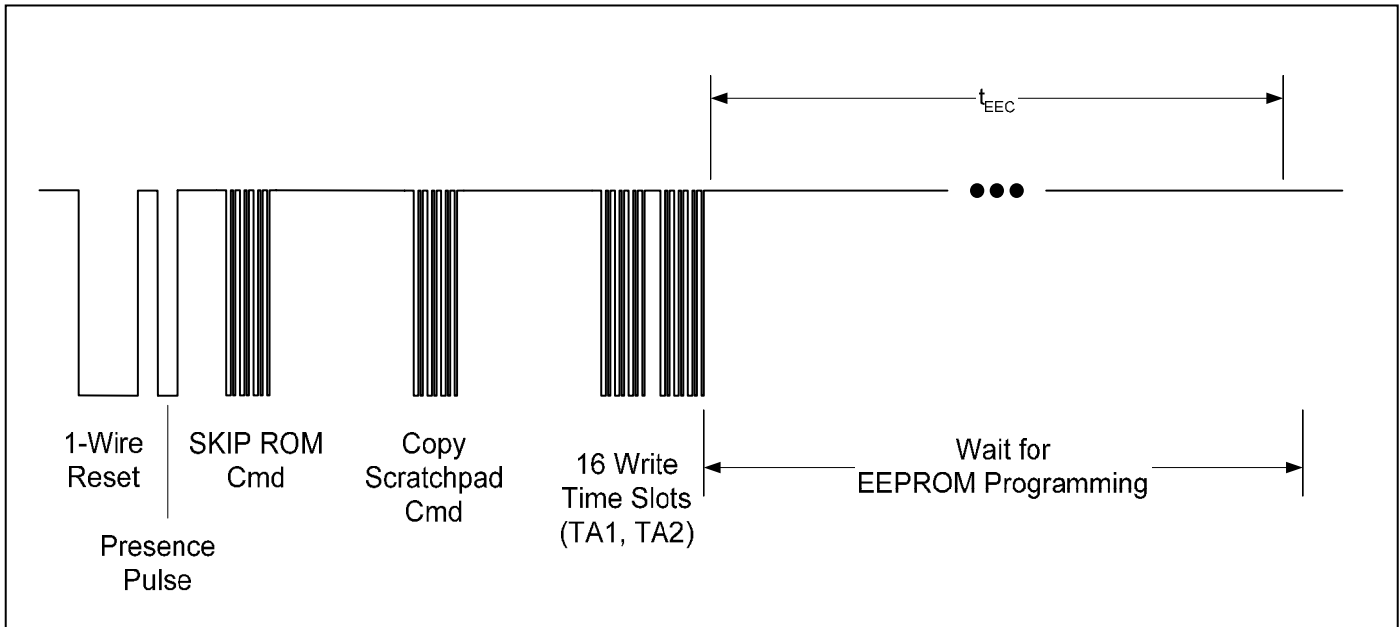 tEEC
1-Wire
Reset
Presence
Pulse
SKIP ROM
Cmd
Copy
Scratchpad
Cmd
16 Write
Time Slots
(TA1, TA2)
Wait for
EEPROM Programming